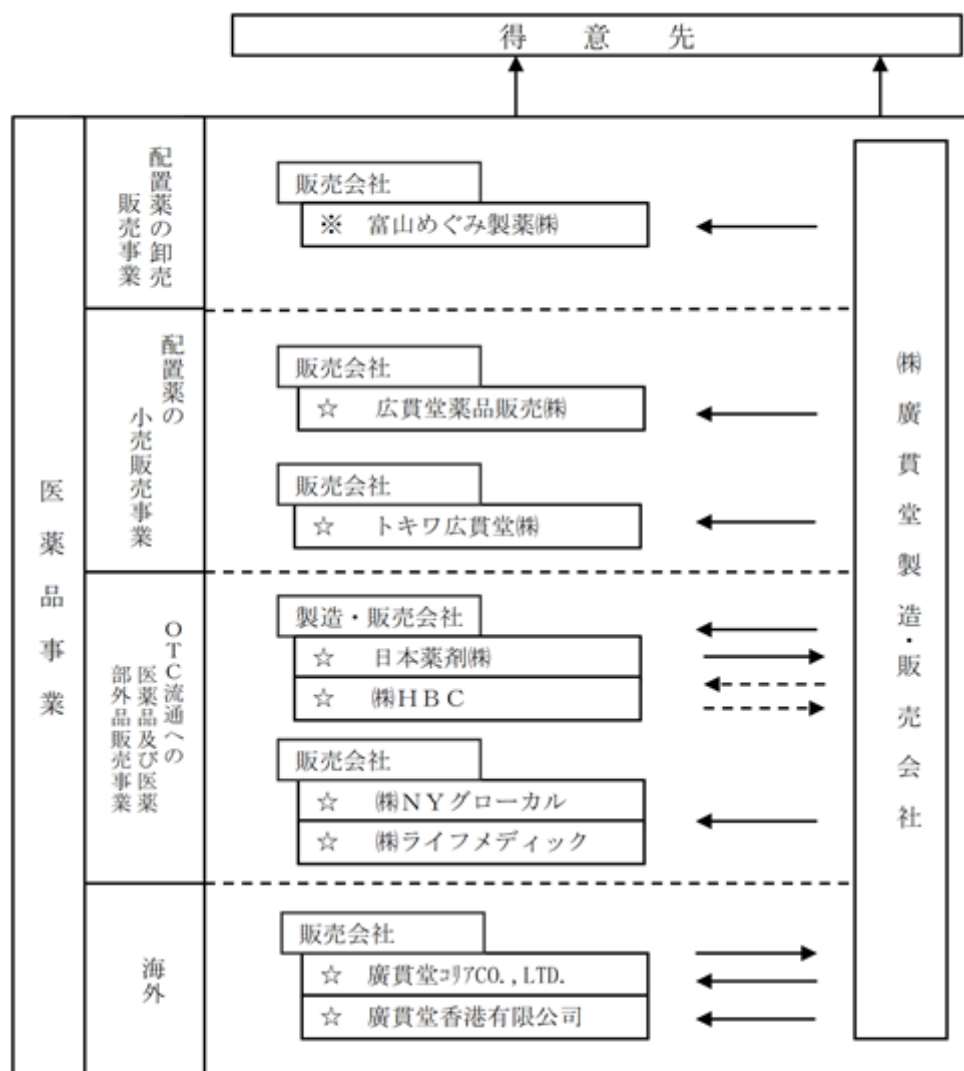 得意先
医薬品事業
配置薬の卸売
販売事業
販売会社
※ 富山めぐみ製薬㈱
配置薬の
小売販売事業
販売会社
☆ 広貫堂薬品販売㈱
販売会社
☆ トキワ広貫堂㈱
OTC流通への
医薬品及び医薬
部外品販売事業
製造・販売会社
☆ 日本薬剤㈱
☆ ㈱HBC
販売会社
☆ ㈱NYグローカル
☆ ㈱ライフメディック
海外
販売会社
☆ 廣貫堂ｺﾘｱCO.,LTD.
☆ 廣貫堂香港有限公司
㈱廣貫堂製造・販売会社